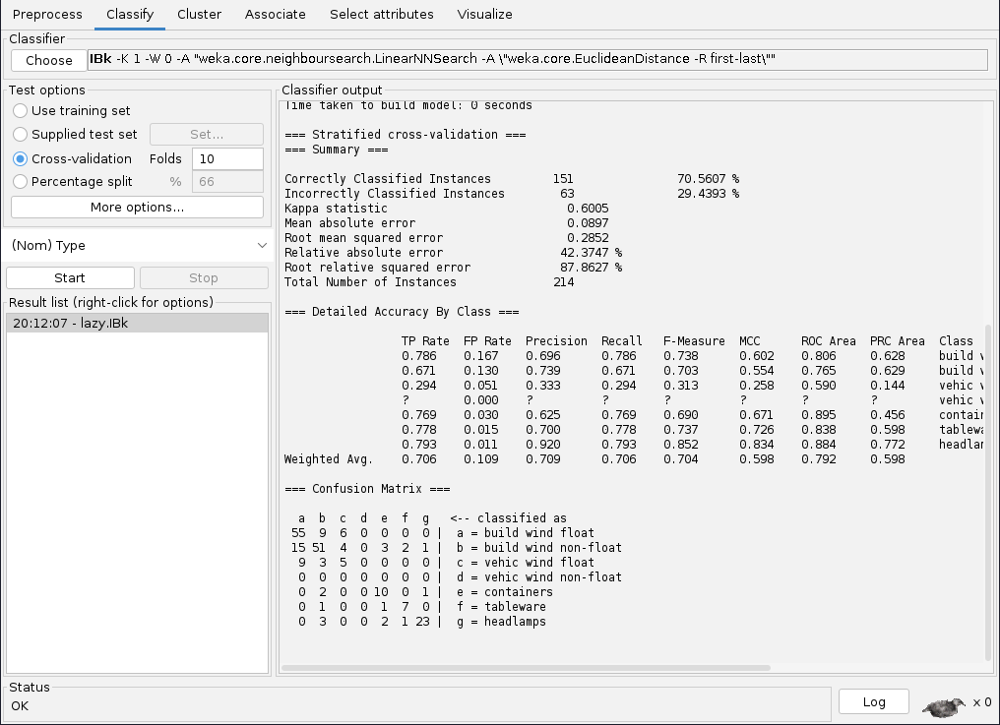 Preprocess Classify Cluster Associate Select attributes Visualize
Classifier
Choose IBk -K 1 -W 0 -A "weka.core.neighboursearch.LinearNNSearch -A \"weka.core.EuclideanDistance -R first-last\""
Test options
Use training set
Supplied test set Set...
Cross-validation Folds 10
Percentage split % 66
More options...
(Nom) Type
Start Stop
Result list (right-click for options)
20:12:07 - lazy.IBk
Classifier output
Time taken to build model: 0 seconds
=== Stratified cross-validation ===
=== Summary ===
Correctly Classified Instances 151 70.5607 %
Incorrectly Classified Instances 63 29.4393 %
Kappa statistic 0.6005
Mean absolute error 0.0897
Root mean squared error 0.2852
Relative absolute error 42.3747 %
Root relative squared error 87.8627 %
Total Number of Instances 214
=== Detailed Accuracy By Class ===
TP Rate FP Rate Precision Recall F-Measure MCC ROC Area PRC Area Class
0.786 0.167 0.696 0.786 0.738 0.602 0.806 0.628 build w
0.671 0.130 0.739 0.671 0.703 0.554 0.765 0.629 build w
0.294 0.051 0.333 0.294 0.313 0.258 0.590 0.144 vehic w
? 0.000 ? ? ? ? ? ? vehic w
0.769 0.030 0.625 0.769 0.690 0.671 0.895 0.456 contain
0.778 0.015 0.700 0.778 0.737 0.726 0.838 0.598 tablewa
0.793 0.011 0.920 0.793 0.852 0.834 0.884 0.772 headlam
Weighted Avg. 0.706 0.109 0.709 0.706 0.704 0.598 0.792 0.598
=== Confusion Matrix ===
a b c d e f g <-- classified as
55 9 6 0 0 0 0 | a = build wind float
15 51 4 0 3 2 1 | b = build wind non-float
9 3 5 0 0 0 0 | c = vehic wind float
0 0 0 0 0 0 0 | d = vehic wind non-float
0 2 0 0 10 0 1 | e = containers
0 1 0 0 1 7 0 | f = tableware
0 3 0 0 2 1 23 | g = headlamps
Status
OK
Log
x 0